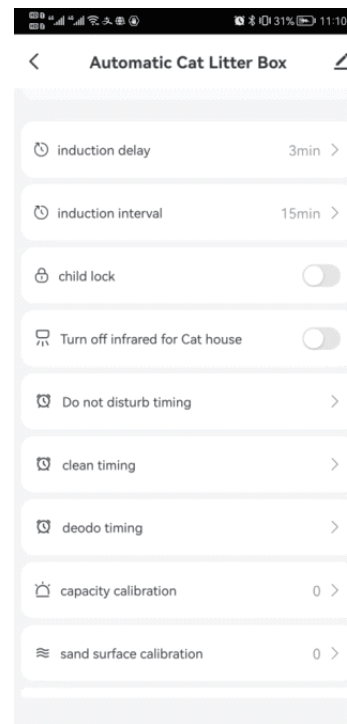 31% 11:10
Automatic Cat Litter Box
induction delay 3min
induction interval 15min
child lock
Turn off infrared for Cat house
Do not disturb timing
clean timing
deodo timing
capacity calibration 0
sand surface calibration 0